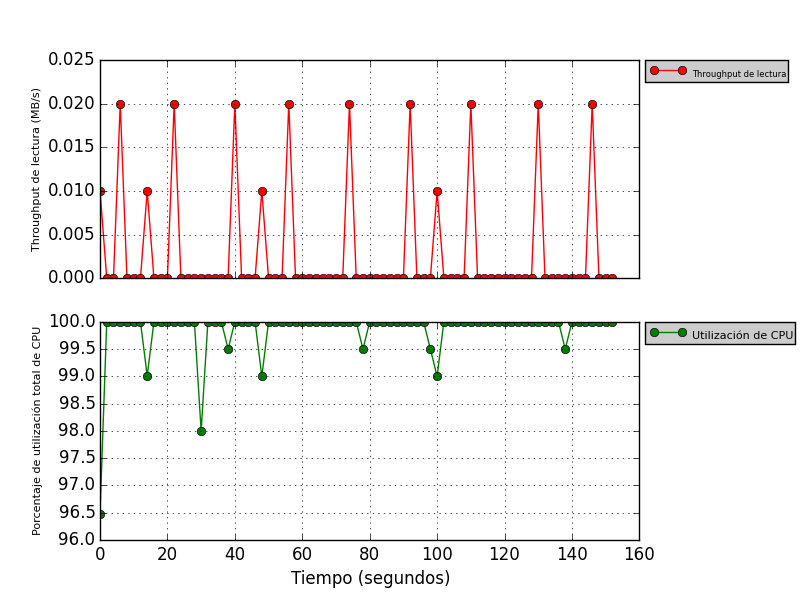 0.025
0.020
0.015
0.010
0.005
0.000
Throughput de lectura (MB/s)
Throughput de lectura
100.0
99.5
99.0
98.5
98.0
97.5
97.0
96.5
96.0
Porcentaje de utilización total de CPU
Utilización de CPU
0 20 40 60 80 100 120 140 160
Tiempo (segundos)